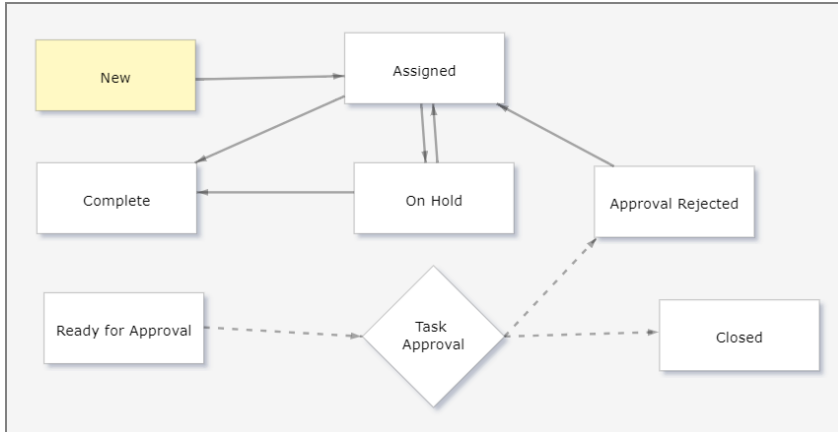 New
Assigned
Complete
On Hold
Approval Rejected
Ready for Approval
Task
Approval
Closed